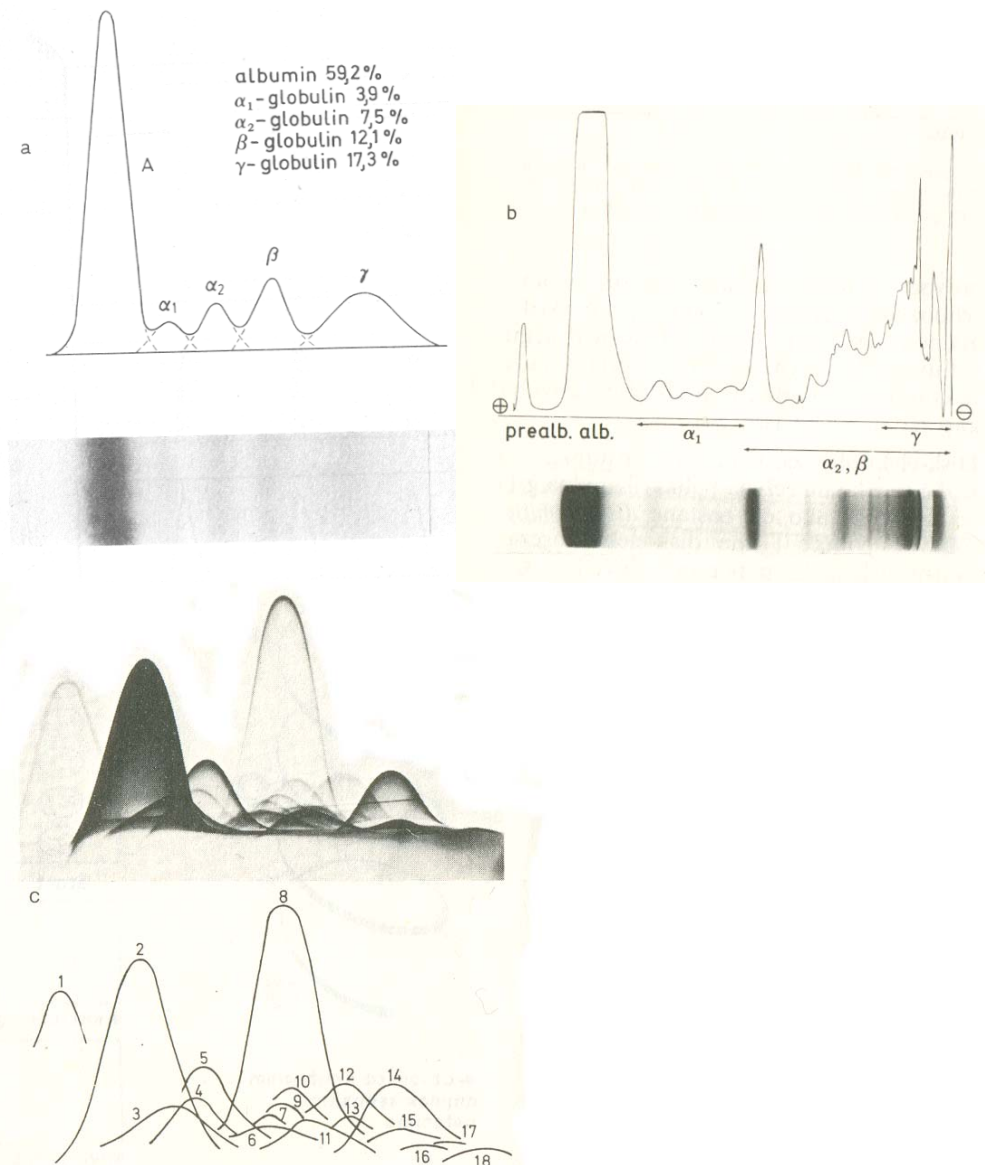 a
A
albumin 59,2%
α₁-globulin 3,9%
α₂-globulin 7,5%
β-globulin 12,1%
γ-globulin 17,3%
α₁
α₂
β
γ
b
⊕
⊖
prealb. alb.
α₁
γ
α₂, β
c
1
2
3
4
5
6
7
8
9
10
11
12
13
14
15
16
17
18